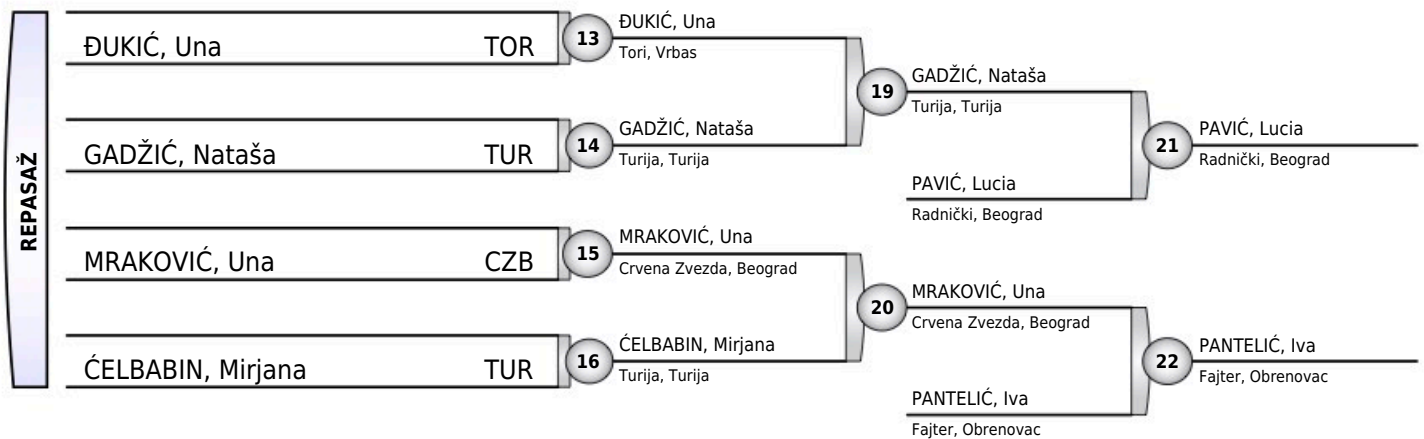 REPASAŽ
ĐUKIĆ, Una TOR
GADŽIĆ, Nataša TUR
MRAKOVIĆ, Una CZB
ĆELBABIN, Mirjana TUR
13
ĐUKIĆ, Una
Tori, Vrbas
14
GADŽIĆ, Nataša
Turija, Turija
15
MRAKOVIĆ, Una
Crvena Zvezda, Beograd
16
ĆELBABIN, Mirjana
Turija, Turija
19
GADŽIĆ, Nataša
Turija, Turija
PAVIĆ, Lucia
Radnički, Beograd
20
MRAKOVIĆ, Una
Crvena Zvezda, Beograd
PANTELIĆ, Iva
Fajter, Obrenovac
21
PAVIĆ, Lucia
Radnički, Beograd
22
PANTELIĆ, Iva
Fajter, Obrenovac